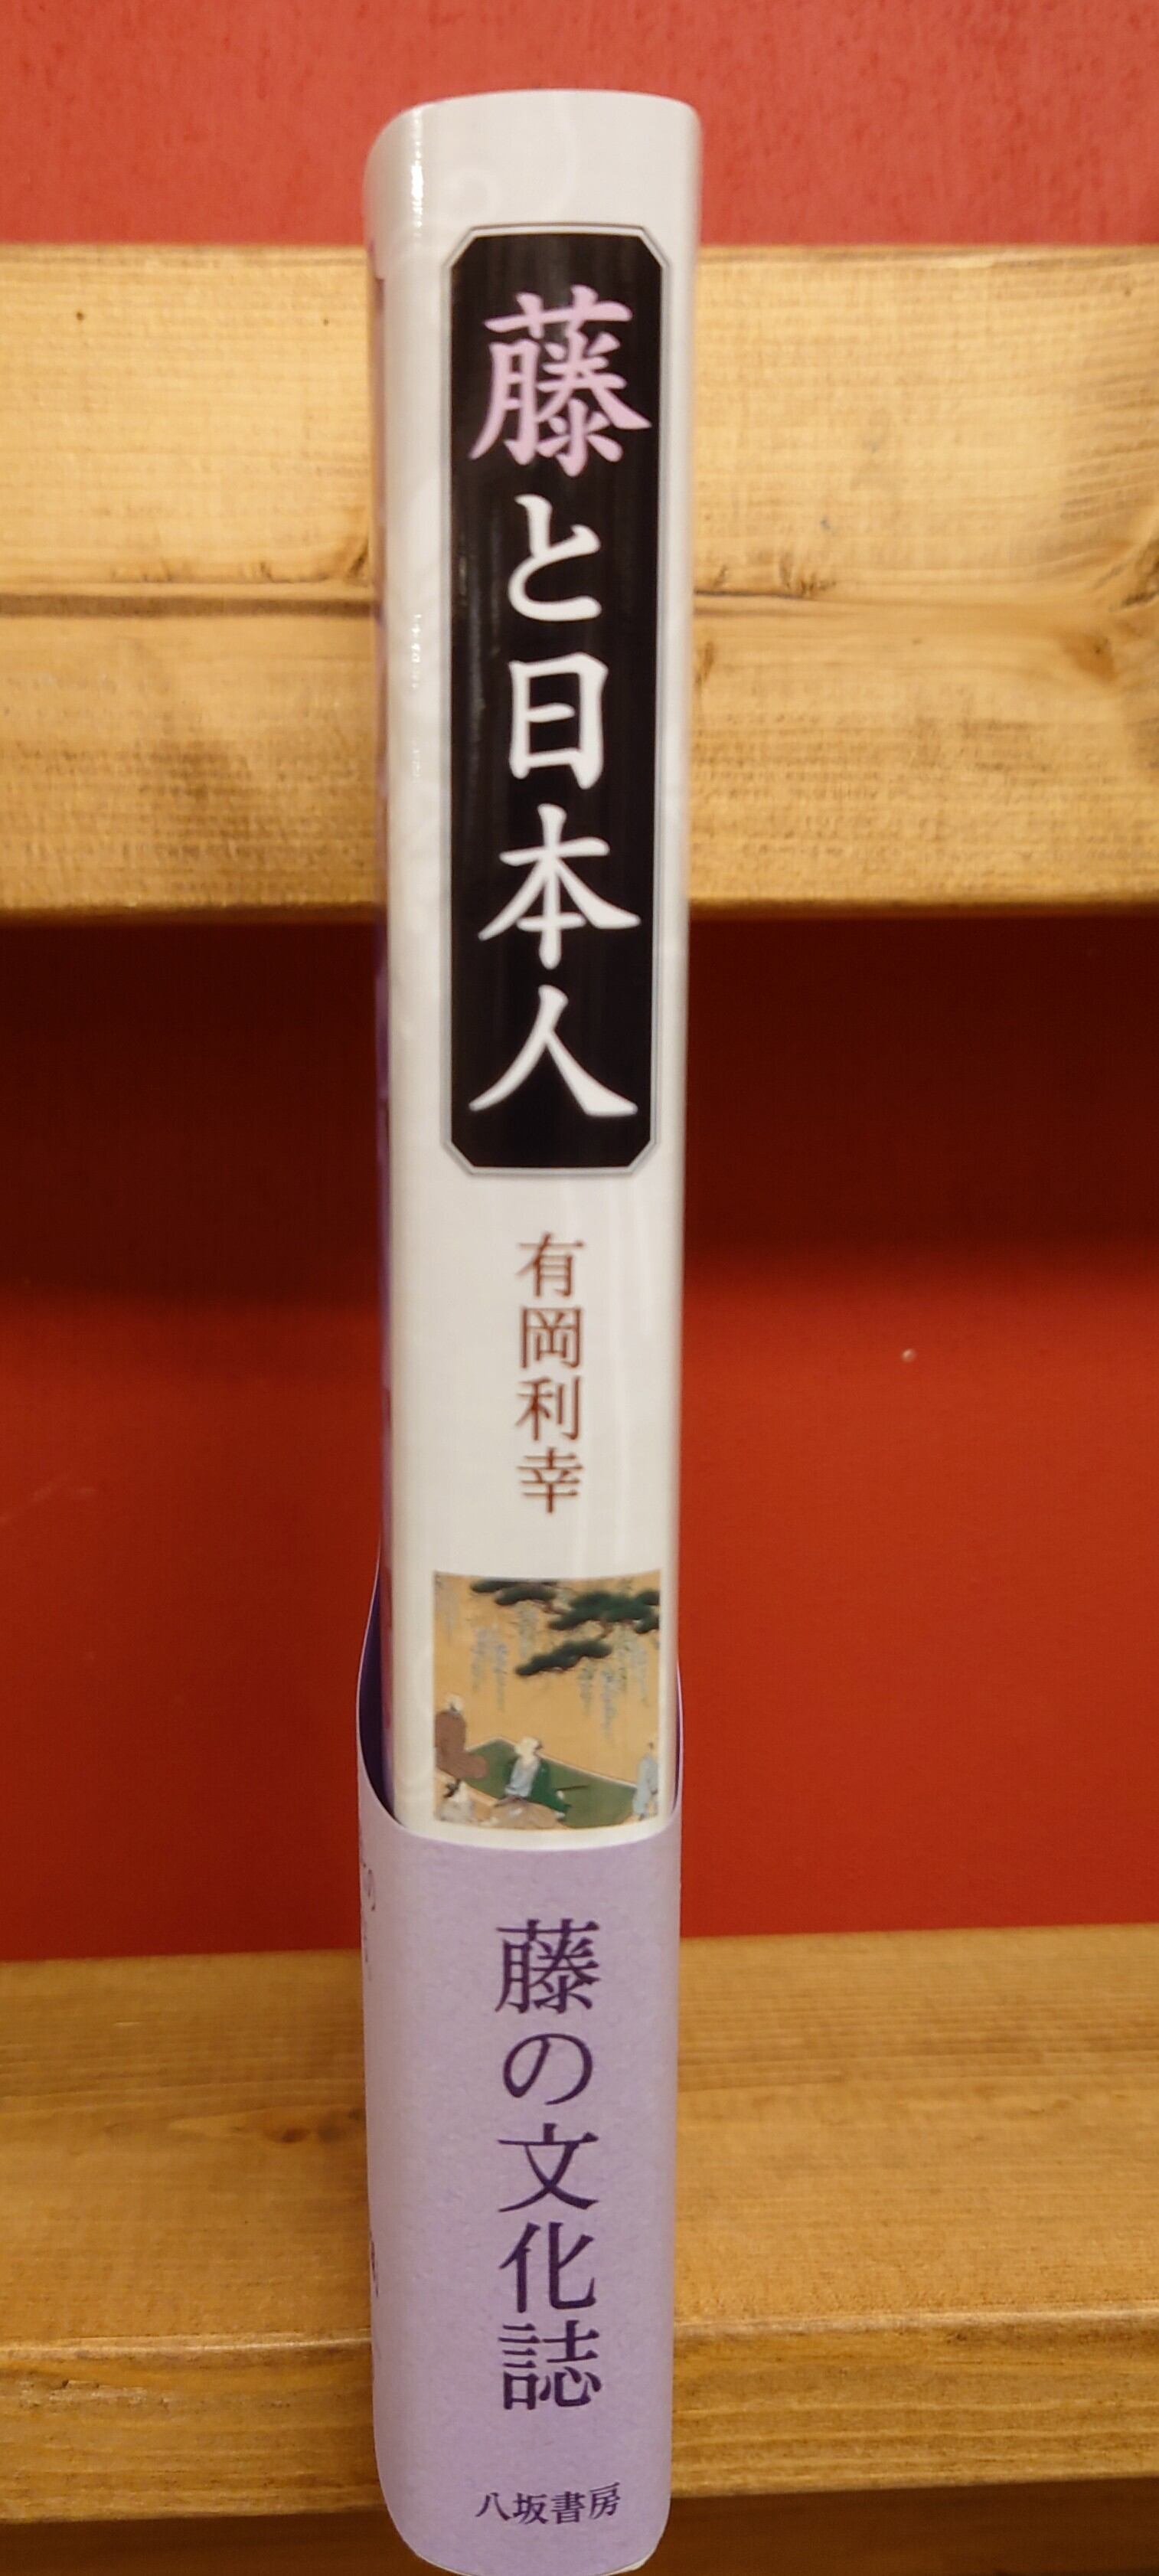 藤と日本人
有岡利幸
藤の文化誌
八坂書房